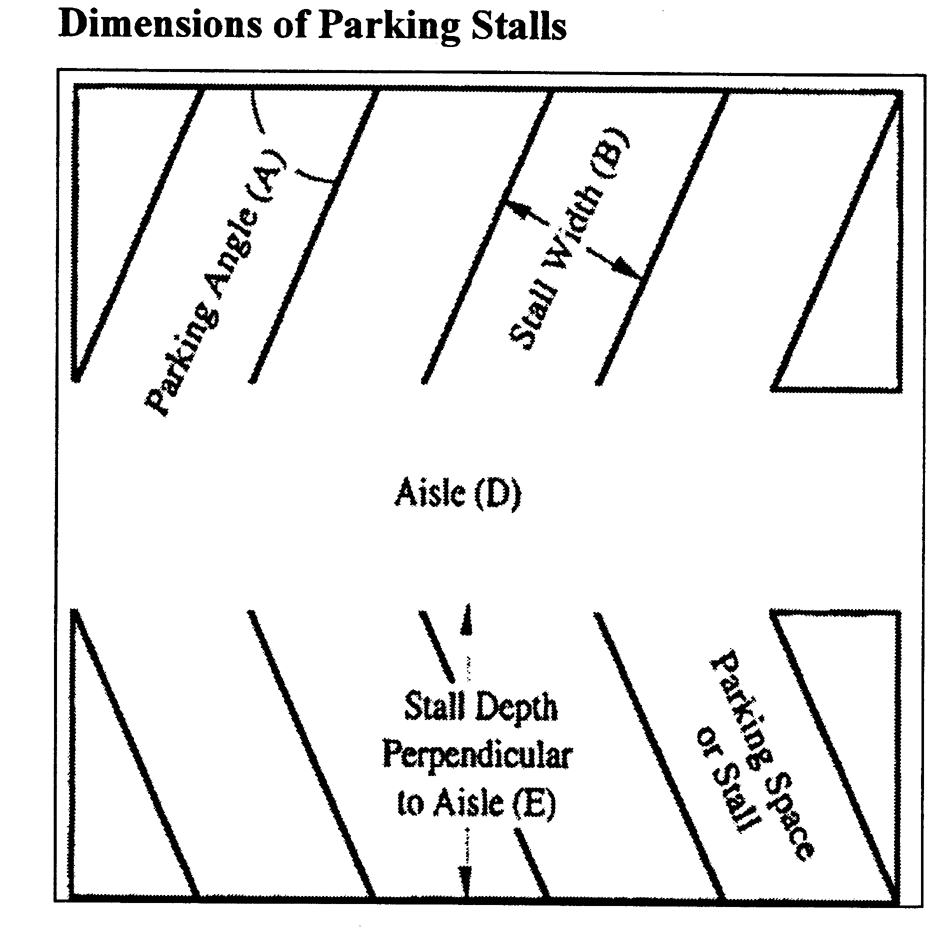 Dimensions of Parking Stalls
Parking Angle (A)
Stall Width (B)
Aisle (D)
Stall Depth
Perpendicular
to Aisle (E)
Parking Space
or Stall